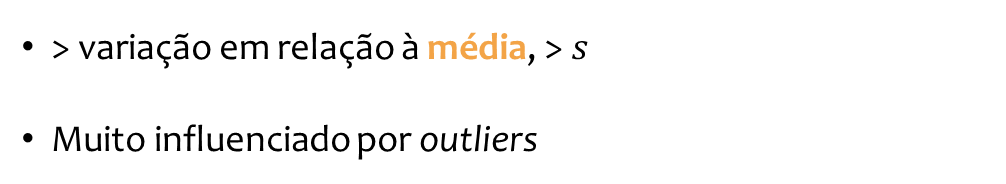 • > variação em relação à média, > s
• Muito influenciado por outliers